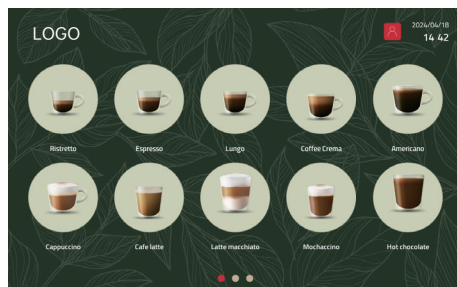 LOGO
2024/04/18
14 42
Ristretto
Espresso
Lungo
Coffee Crema
Americano
Cappuccino
Cafe latte
Latte macchiato
Mochaccino
Hot chocolate